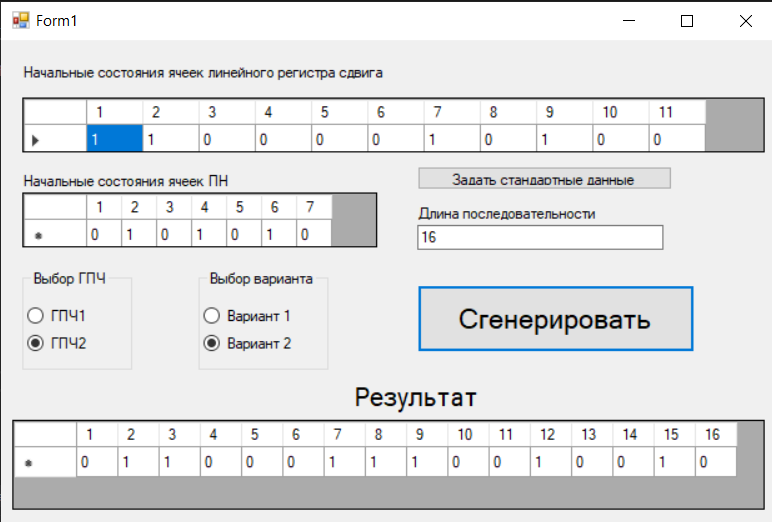 Form1
Начальные состояния ячеек линейного регистра сдвига
1 2 3 4 5 6 7 8 9 10 11
1 1 0 0 0 0 1 0 1 0 0
Начальные состояния ячеек ПН
1 2 3 4 5 6 7
0 1 0 1 0 1 0
Задать стандартные данные
Длина последовательности
16
Выбор ГПЧ
ГПЧ1
ГПЧ2
Выбор варианта
Вариант 1
Вариант 2
Сгенерировать
Результат
1 2 3 4 5 6 7 8 9 10 11 12 13 14 15 16
0 1 1 0 0 0 1 1 1 0 0 1 0 0 1 0